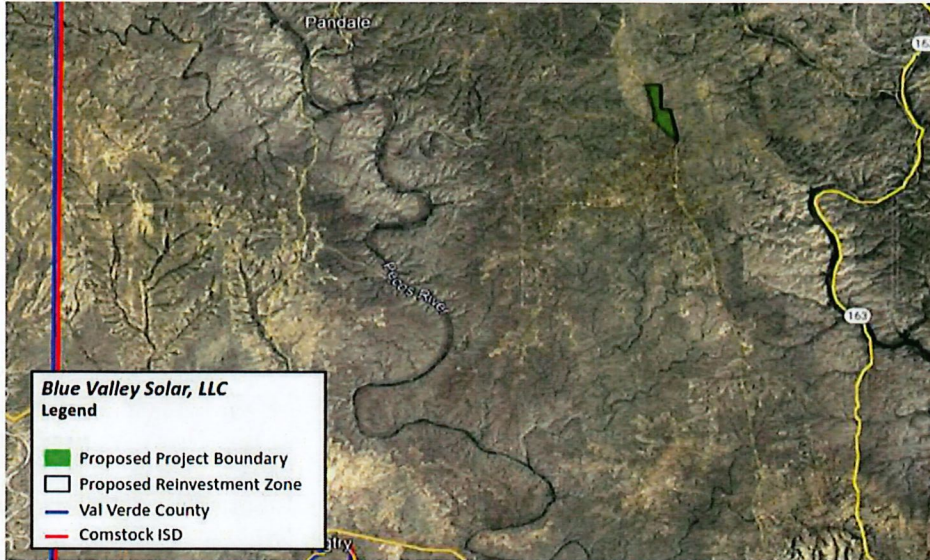 Pandale
163
Pecos River
163
Blue Valley Solar, LLC
Legend
Proposed Project Boundary
Proposed Reinvestment Zone
Val Verde County
Comstock ISD